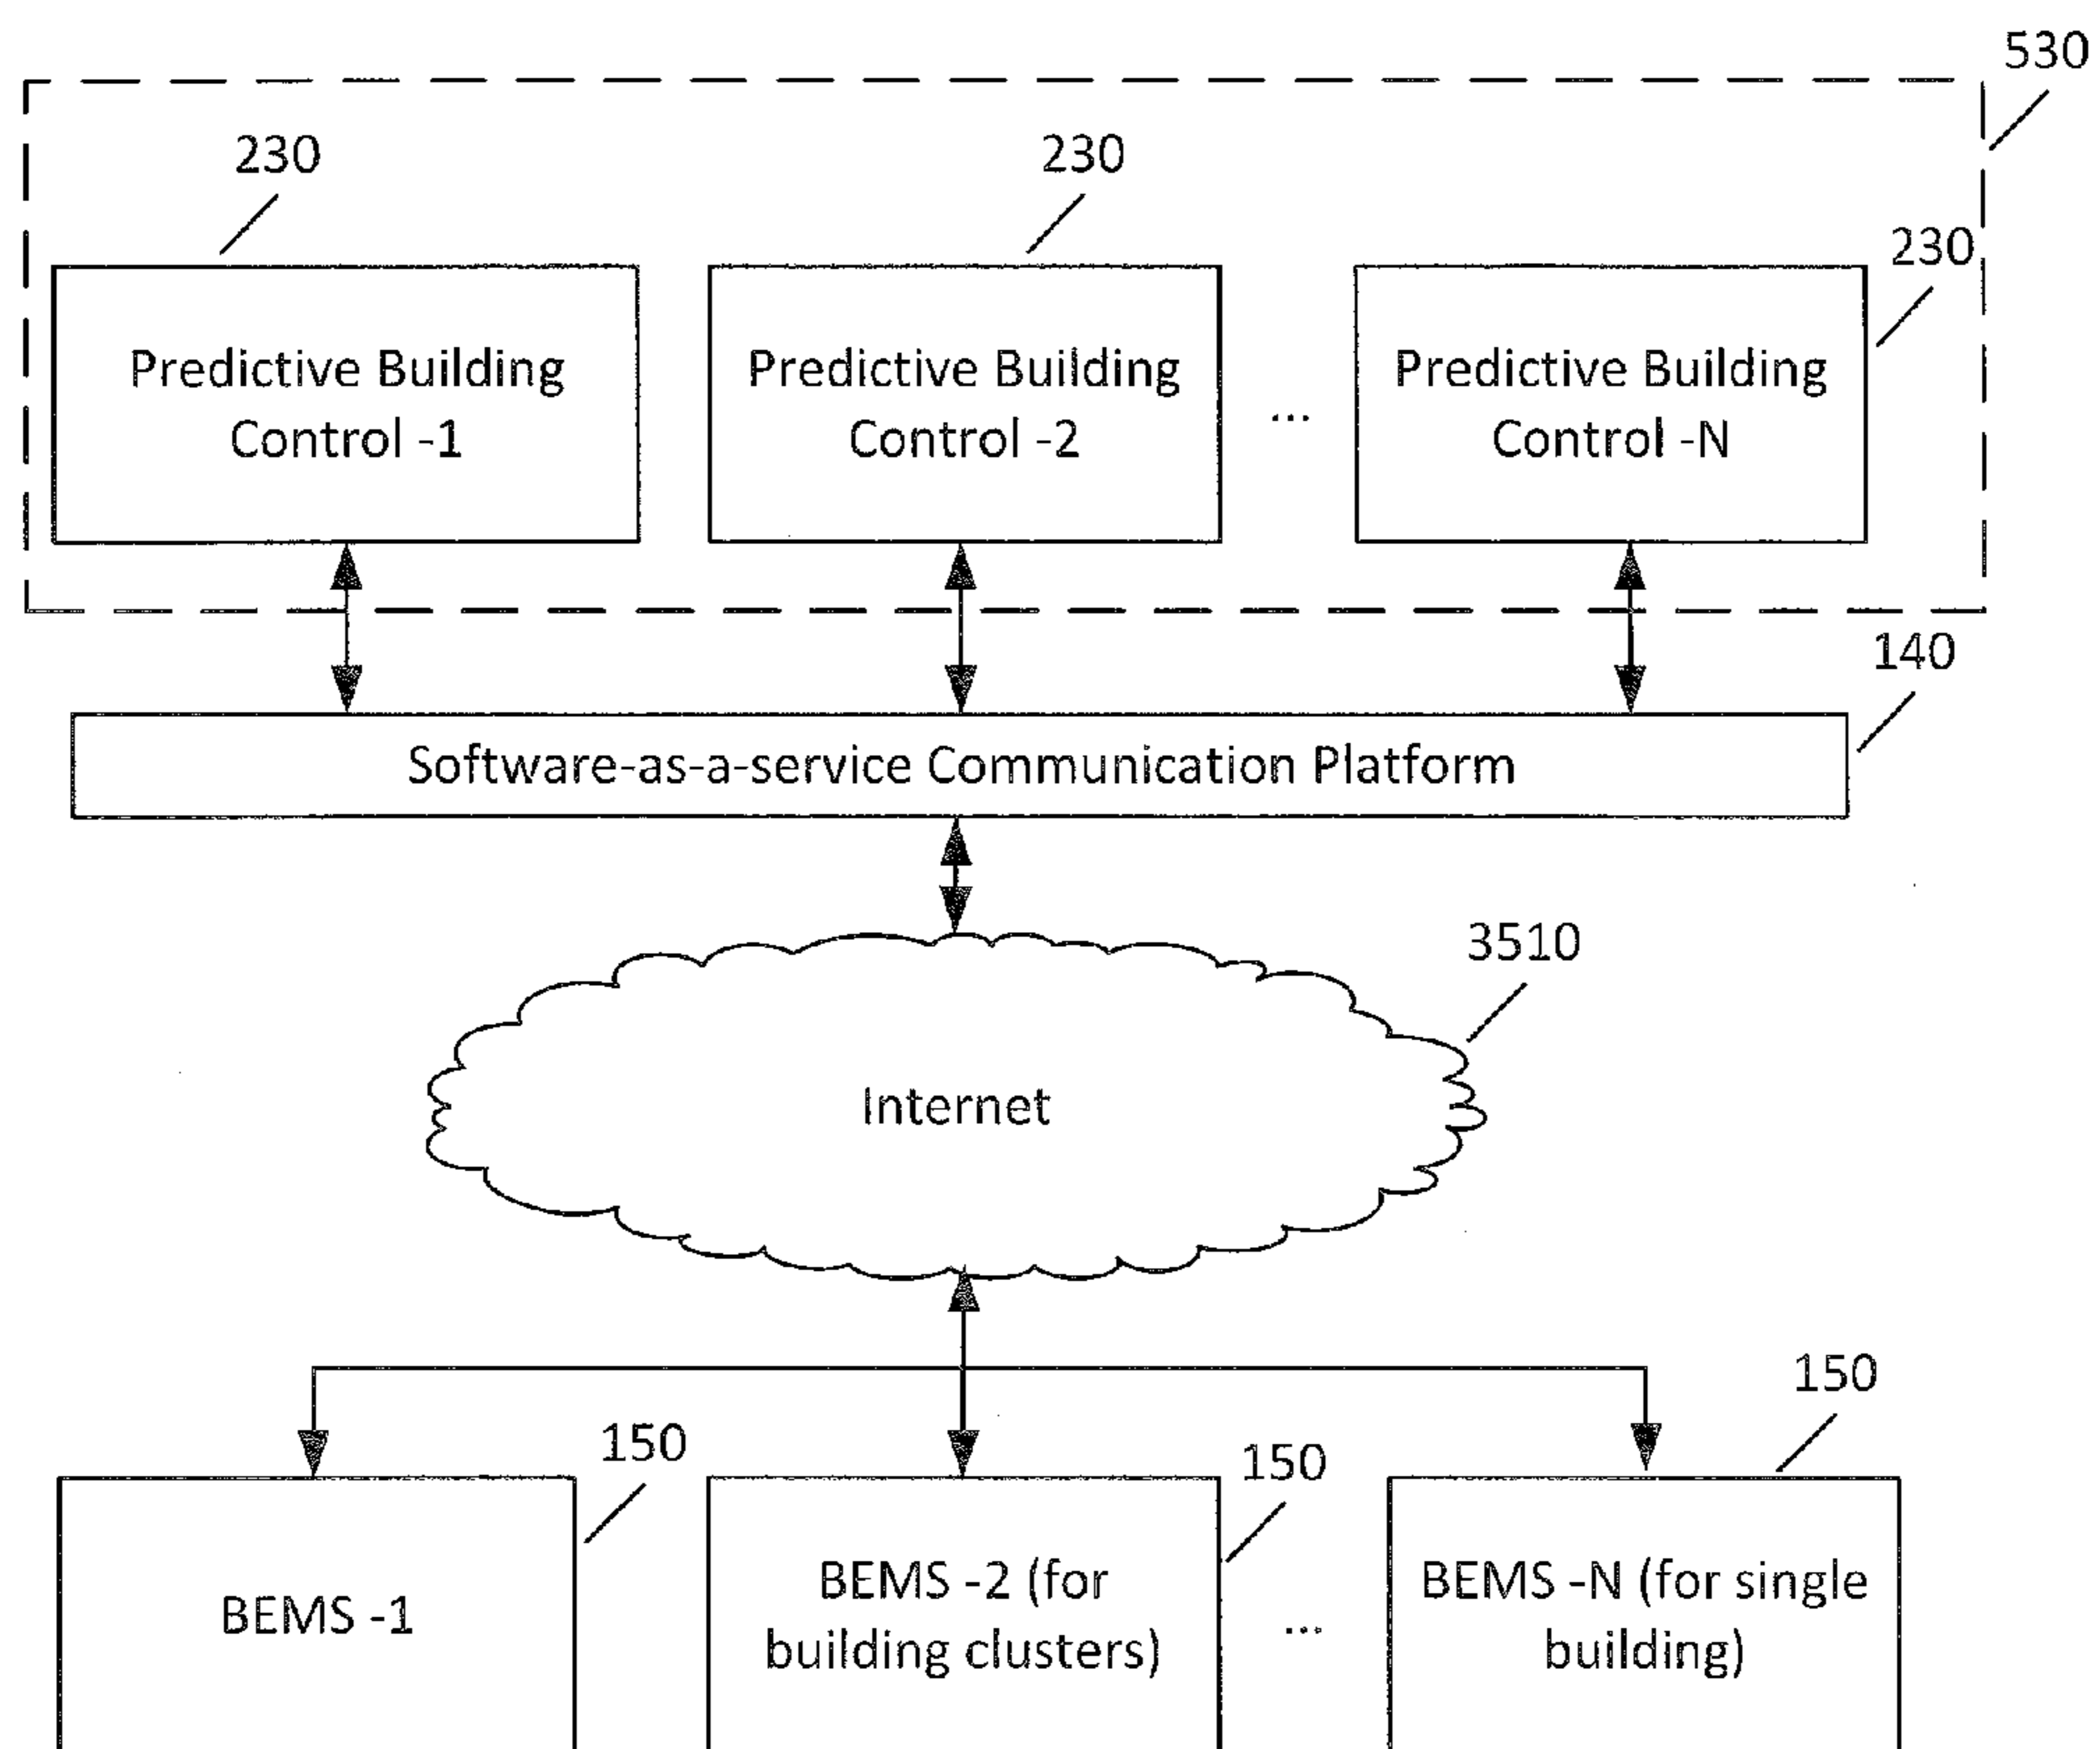 530
230
230
230
Predictive Building
Control -1
Predictive Building
Control -2
...
Predictive Building
Control -N
140
Software-as-a-service Communication Platform
3510
Internet
150
150
150
BEMS -1
BEMS -2 (for
building clusters)
...
BEMS -N (for single
building)